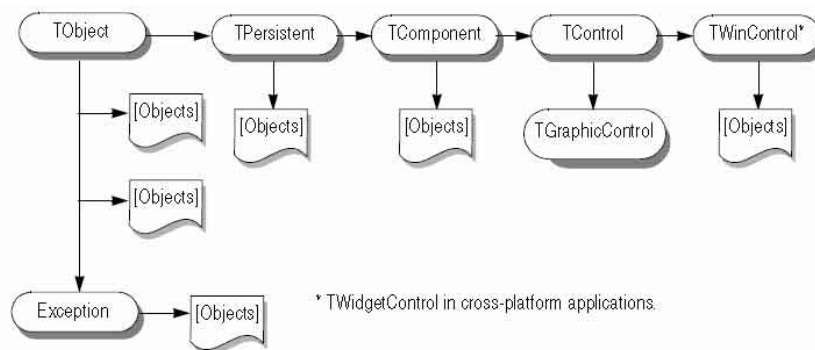 TObject
TPersistent
TComponent
TControl
TWinControl*
[Objects]
[Objects]
[Objects]
[Objects]
TGraphicControl
[Objects]
Exception
[Objects]
* TWidgetControl in cross-platform applications.